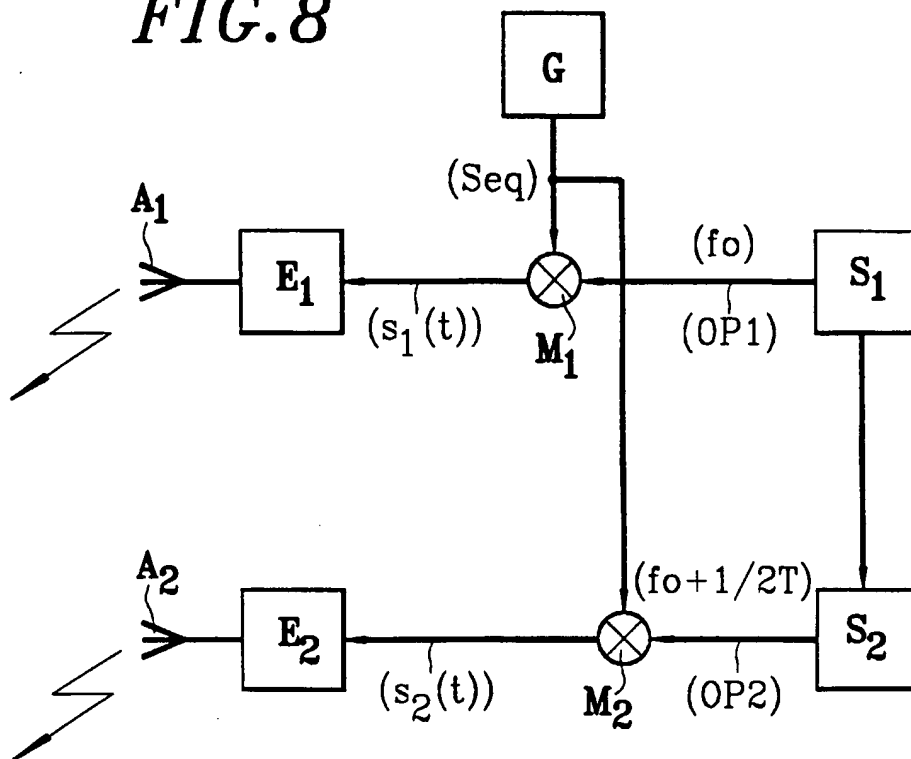 FIG. 8
G
(Seq)
A1
E1
(s1(t))
M1
(fo)
(OP1)
S1
A2
E2
(s2(t))
M2
(fo+1/2T)
(OP2)
S2